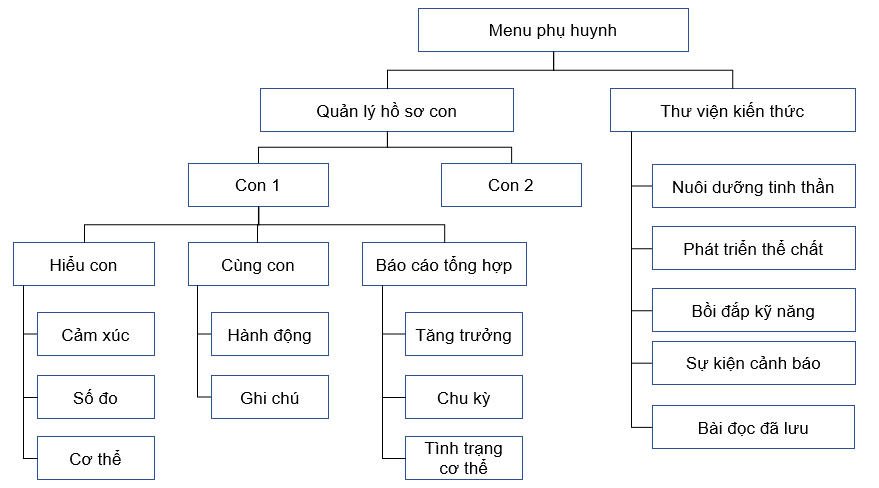 Menu phụ huynh
Quản lý hồ sơ con
Thư viện kiến thức
Con 1
Con 2
Nuôi dưỡng tinh thần
Phát triển thể chất
Bồi đắp kỹ năng
Sự kiện cảnh báo
Bài đọc đã lưu
Hiểu con
Cùng con
Báo cáo tổng hợp
Cảm xúc
Số đo
Cơ thể
Hành động
Ghi chú
Tăng trưởng
Chu kỳ
Tình trạng
cơ thể